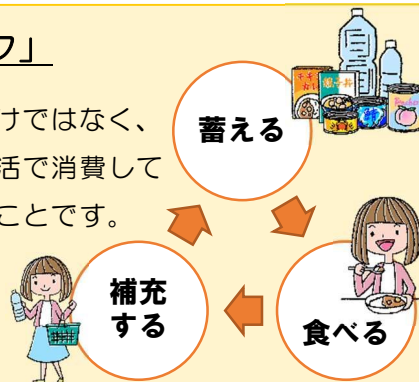 ク」
けではなく、
活で消費して
ことです。
蓄える
食べる
補充
する